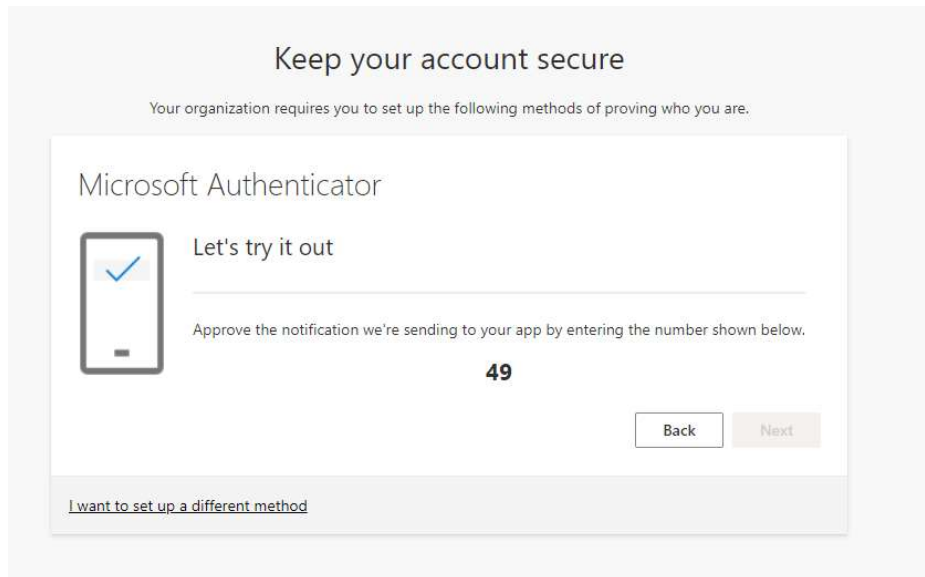 Keep your account secure
Your organization requires you to set up the following methods of proving who you are.
Microsoft Authenticator
Let's try it out
Approve the notification we're sending to your app by entering the number shown below.
49
Back Next
I want to set up a different method